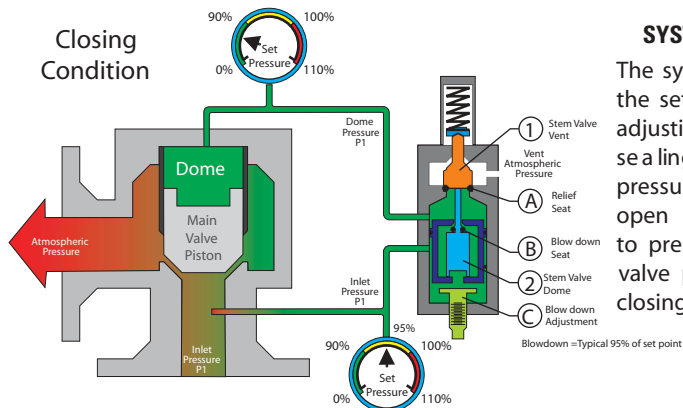 Closing
Condition
90%
100%
Set
Pressure
0%
110%
Dome
Pressure
P1
Dome
Main
Valve
Piston
Atmospheric
Pressure
Inlet
Pressure
P1
Inlet
Pressure
P1
95%
90%
100%
Set
Pressure
0%
110%
1 Stem Valve
Vent
Vent
Atmospheric
Pressure
A Relief
Seat
B Blow down
Seat
2 Stem Valve
Dome
C Blow down
Adjustment
Blowdown =Typical 95% of set point
SYST
The sy
the set
adjusti
se a lin
pressur
open
to pre
valve p
closing